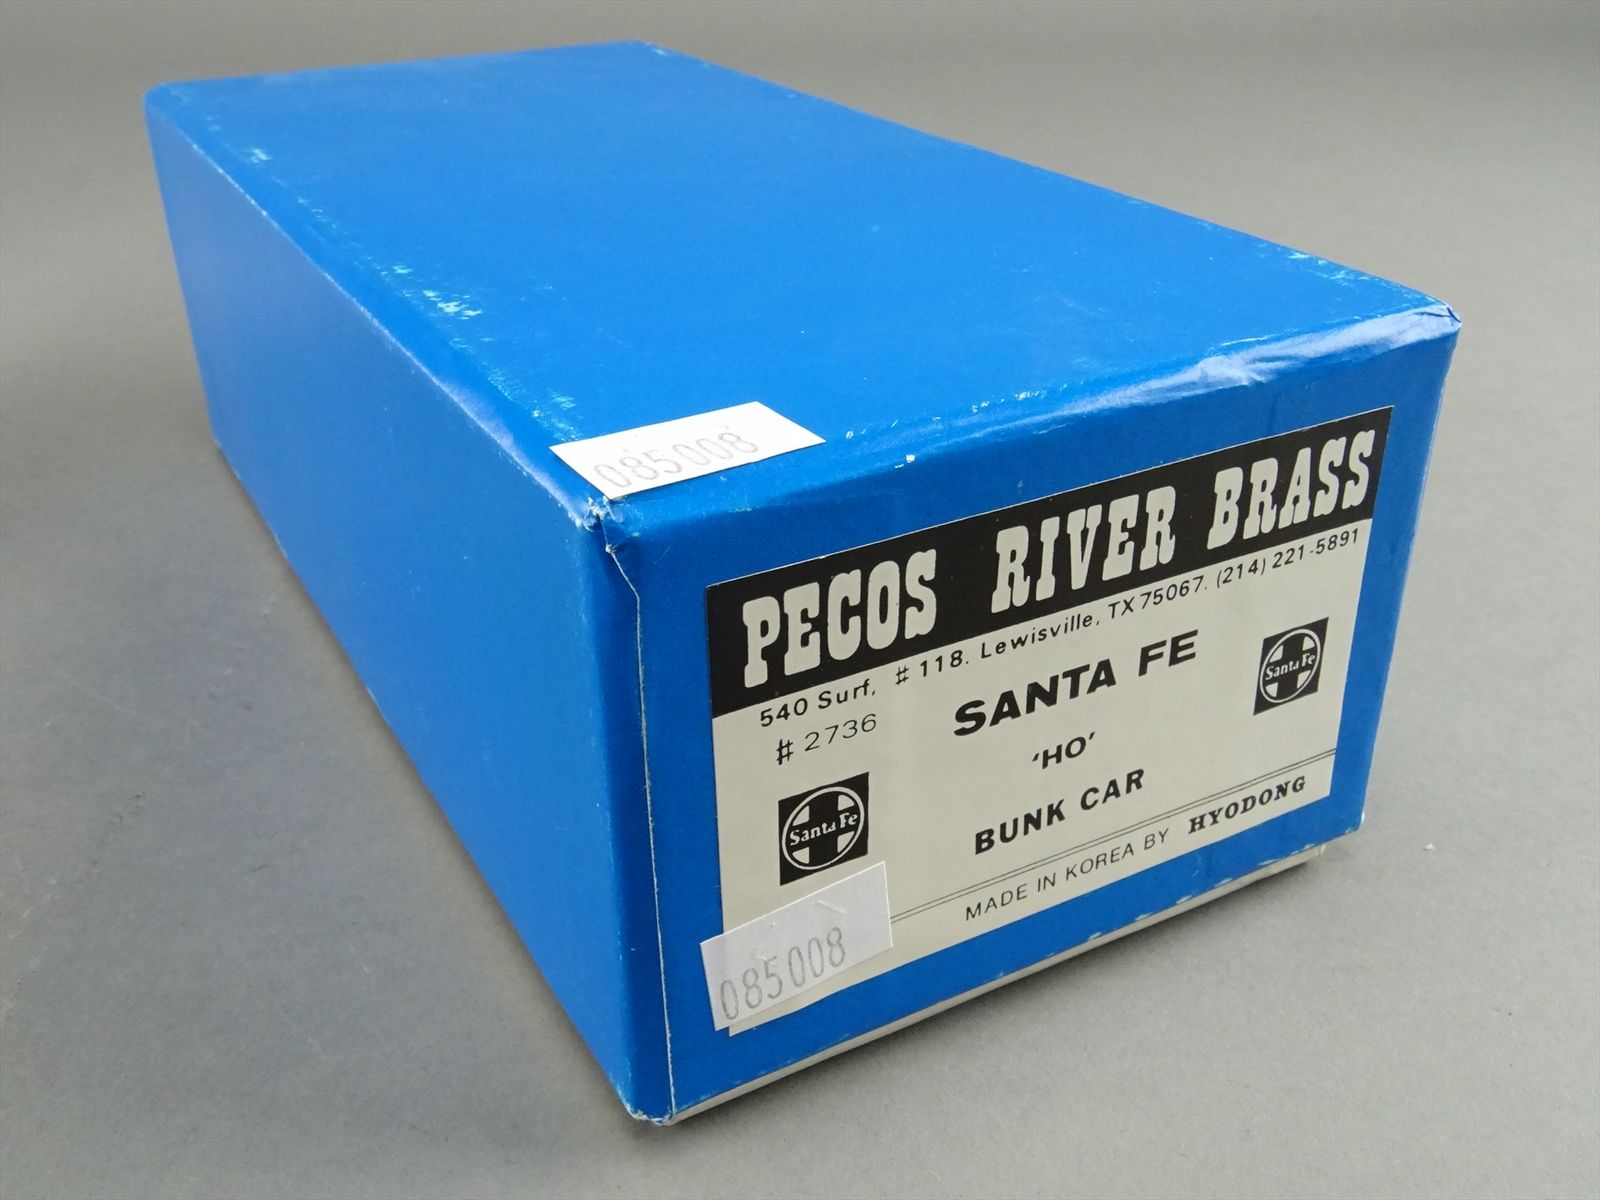 085008
PECOS RIVER BRASS
540 Surf, # 118. Lewisville, TX 75067. (214) 221-5891
# 2736
SANTA FE
Santa Fe
'HO'
Santa Fe
BUNK CAR
MADE IN KOREA BY HYODONG
085008